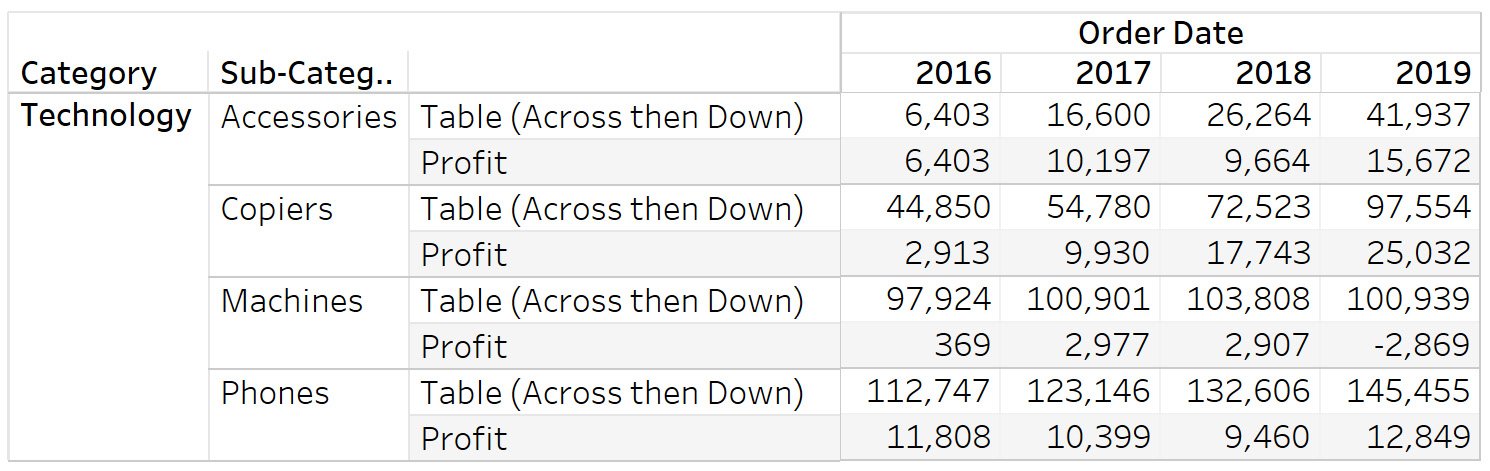 Order Date
Category Sub-Categ.. 2016 2017 2018 2019
Technology Accessories Table (Across then Down) 6,403 16,600 26,264 41,937
Profit 6,403 10,197 9,664 15,672
Copiers Table (Across then Down) 44,850 54,780 72,523 97,554
Profit 2,913 9,930 17,743 25,032
Machines Table (Across then Down) 97,924 100,901 103,808 100,939
Profit 369 2,977 2,907 -2,869
Phones Table (Across then Down) 112,747 123,146 132,606 145,455
Profit 11,808 10,399 9,460 12,849